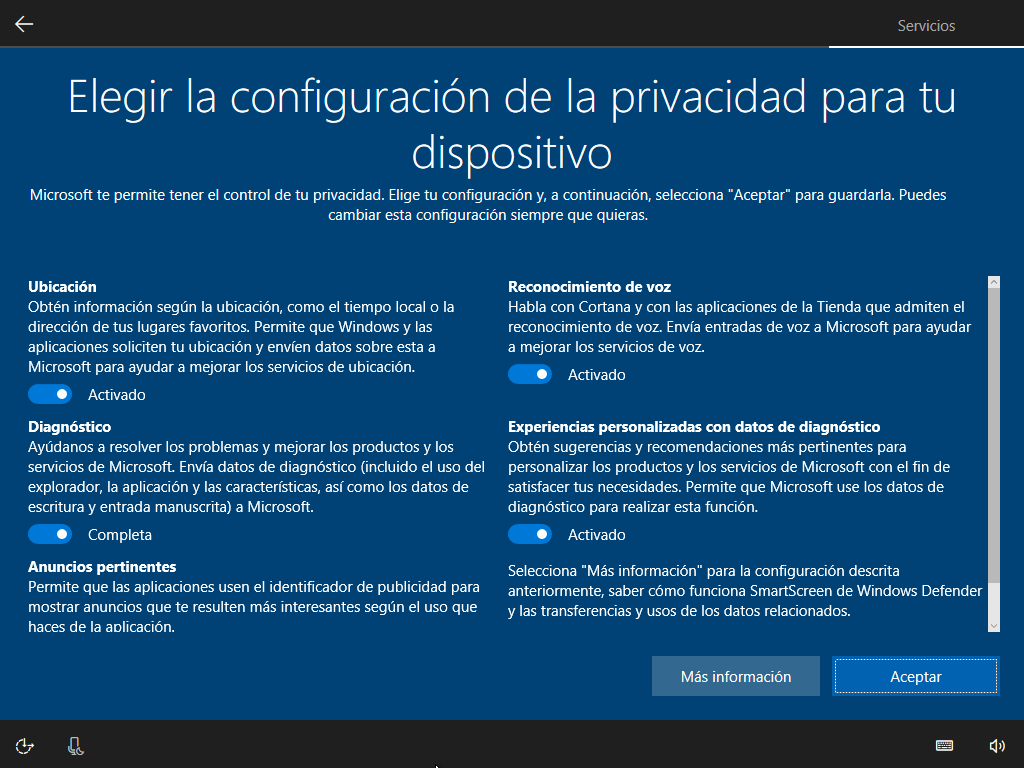 Servicios
Elegir la configuración de la privacidad para tu
dispositivo
Microsoft te permite tener el control de tu privacidad. Elige tu configuración y, a continuación, selecciona "Aceptar" para guardarla. Puedes
cambiar esta configuración siempre que quieras.
Ubicación
Obtén información según la ubicación, como el tiempo local o la
dirección de tus lugares favoritos. Permite que Windows y las
aplicaciones soliciten tu ubicación y envíen datos sobre esta a
Microsoft para ayudar a mejorar los servicios de ubicación.
Activado
Diagnóstico
Ayúdanos a resolver los problemas y mejorar los productos y los
servicios de Microsoft. Envía datos de diagnóstico (incluido el uso del
explorador, la aplicación y las características, así como los datos de
escritura y entrada manuscrita) a Microsoft.
Completa
Anuncios pertinentes
Permite que las aplicaciones usen el identificador de publicidad para
mostrar anuncios que te resulten más interesantes según el uso que
haces de la aplicación.
Reconocimiento de voz
Habla con Cortana y con las aplicaciones de la Tienda que admiten el
reconocimiento de voz. Envía entradas de voz a Microsoft para ayudar
a mejorar los servicios de voz.
Activado
Experiencias personalizadas con datos de diagnóstico
Obtén sugerencias y recomendaciones más pertinentes para
personalizar los productos y los servicios de Microsoft con el fin de
satisfacer tus necesidades. Permite que Microsoft use los datos de
diagnóstico para realizar esta función.
Activado
Selecciona "Más información" para la configuración descrita
anteriormente, saber cómo funciona SmartScreen de Windows Defender
y las transferencias y usos de los datos relacionados.
Más información
Aceptar